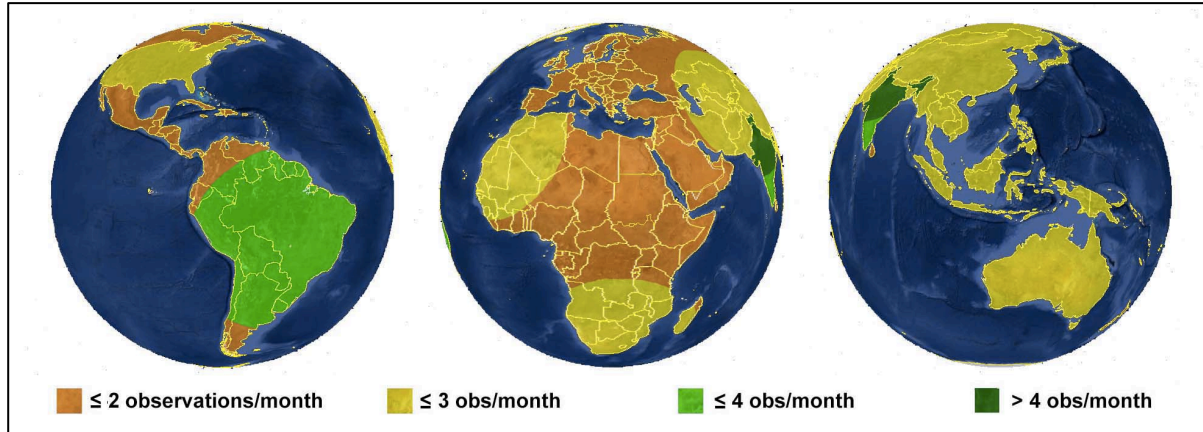 ≤ 2 observations/month ≤ 3 obs/month ≤ 4 obs/month > 4 obs/month